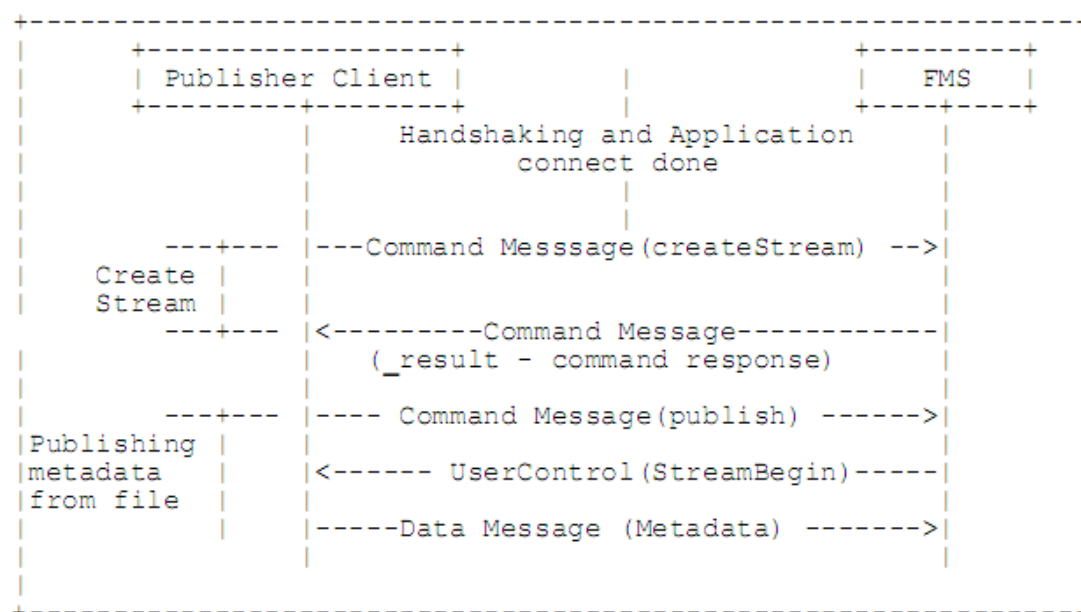 Publisher Client | | FMS
Handshaking and Application
connect done
---+--- |---Command Messsage(createStream) -->|
Create
Stream
---+--- |<---------Command Message------------|
(_result - command response)
---+--- |---- Command Message(publish) ------>|
Publishing
metadata |<------ UserControl(StreamBegin)-----|
from file
|-----Data Message (Metadata) ------->|